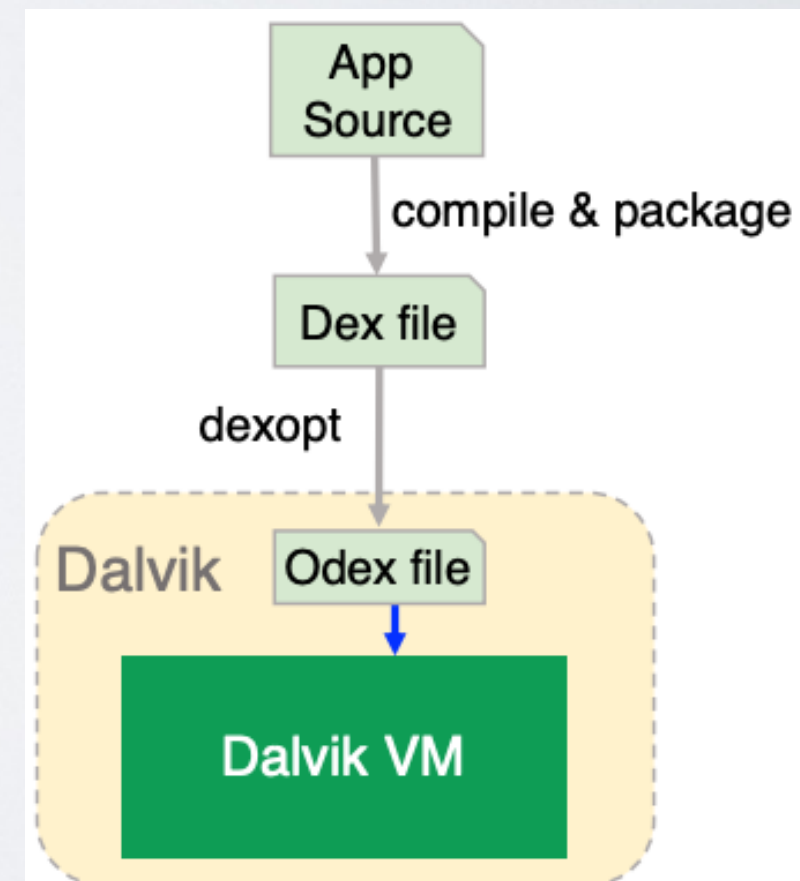 App
Source
compile & package
Dex file
dexopt
Dalvik
Odex file
Dalvik VM